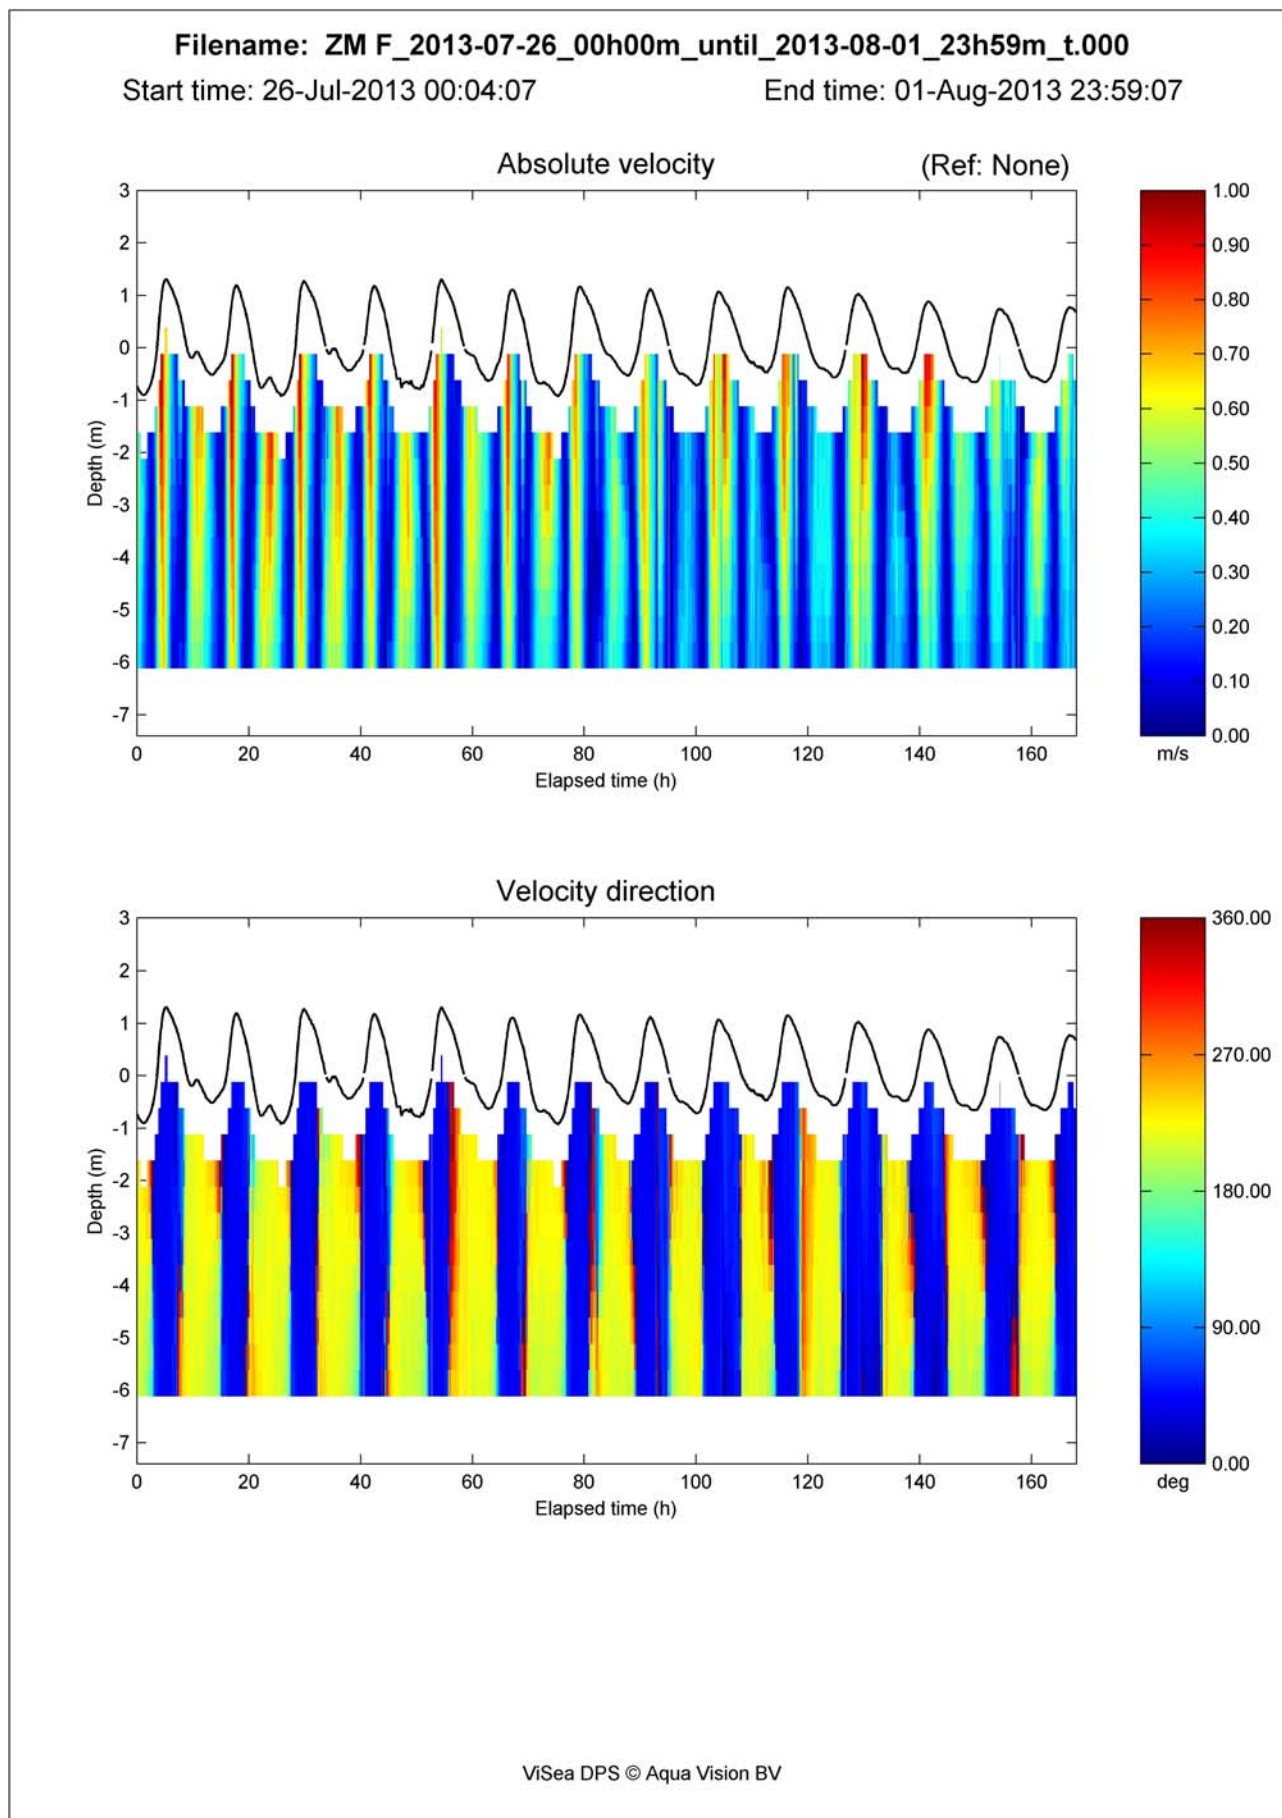 Filename: ZM F_2013-07-26_00h00m_until_2013-08-01_23h59m_t.000
Start time: 26-Jul-2013 00:04:07 End time: 01-Aug-2013 23:59:07
Absolute velocity (Ref: None)
3
2
1
0
-1
-2
-3
-4
-5
-6
-7
Depth (m)
0 20 40 60 80 100 120 140 160
Elapsed time (h)
1.00
0.90
0.80
0.70
0.60
0.50
0.40
0.30
0.20
0.10
0.00
m/s
Velocity direction
3
2
1
0
-1
-2
-3
-4
-5
-6
-7
Depth (m)
0 20 40 60 80 100 120 140 160
Elapsed time (h)
360.00
270.00
180.00
90.00
0.00
deg
ViSea DPS © Aqua Vision BV